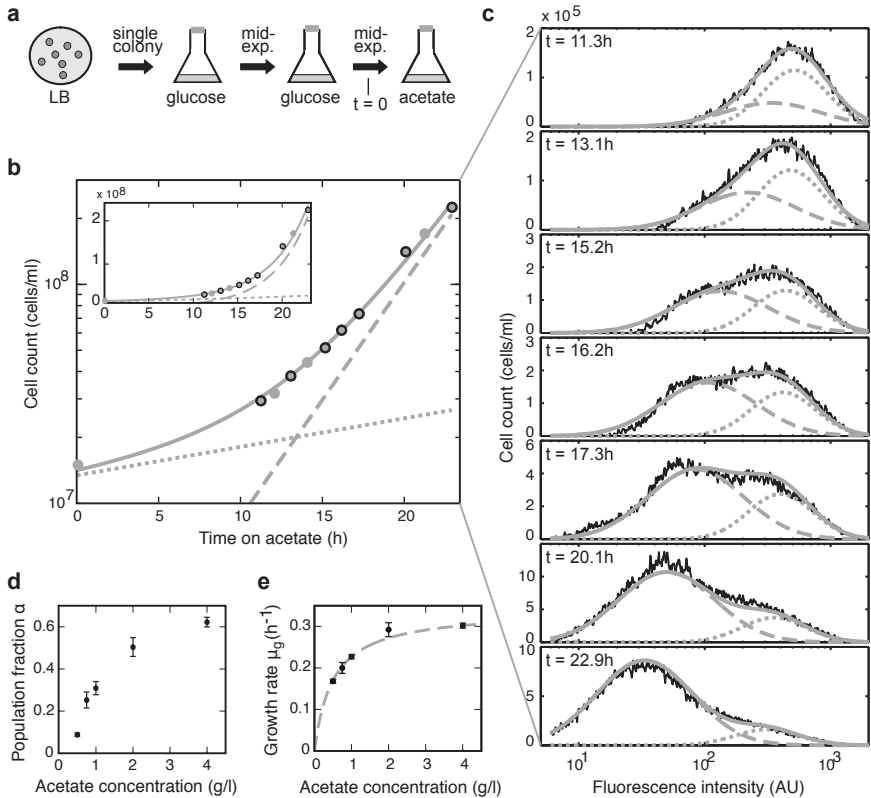 a
single
colony
mid-
exp.
mid-
exp.
LB
glucose
glucose
acetate
t = 0
b
x 10^8
2
1
0
0 5 10 15 20
10^8
10^7
Cell count (cells/ml)
0 5 10 15 20
Time on acetate (h)
c
x 10^5
t = 11.3h
2
1
0
t = 13.1h
2
1
0
t = 15.2h
3
2
1
0
t = 16.2h
3
2
1
0
t = 17.3h
6
4
2
0
t = 20.1h
15
10
5
0
t = 22.9h
10
5
0
Cell count (cells/ml)
10^1 10^2 10^3
Fluorescence intensity (AU)
d
Population fraction α
0.6
0.4
0.2
0
0 1 2 3 4
Acetate concentration (g/l)
e
Growth rate μg(h-1)
0.3
0.2
0.1
0
0 1 2 3 4
Acetate concentration (g/l)